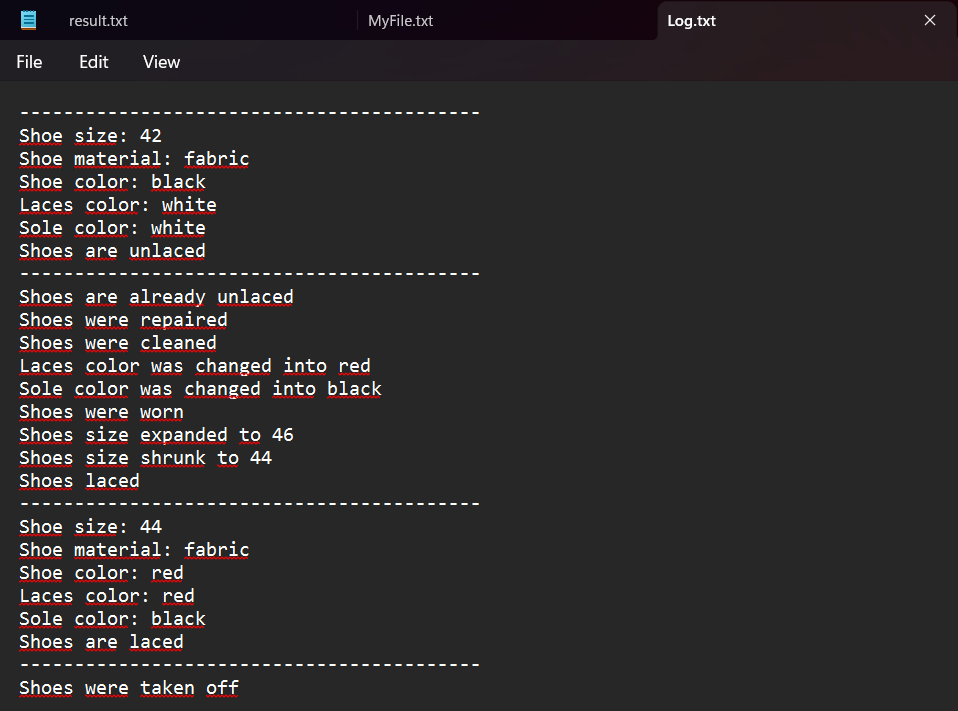 result.txt
MyFile.txt
Log.txt
File
Edit
View
------------------------------------------
Shoe size: 42
Shoe material: fabric
Shoe color: black
Laces color: white
Sole color: white
Shoes are unlaced
------------------------------------------
Shoes are already unlaced
Shoes were repaired
Shoes were cleaned
Laces color was changed into red
Sole color was changed into black
Shoes were worn
Shoes size expanded to 46
Shoes size shrunk to 44
Shoes laced
------------------------------------------
Shoe size: 44
Shoe material: fabric
Shoe color: red
Laces color: red
Sole color: black
Shoes are laced
------------------------------------------
Shoes were taken off